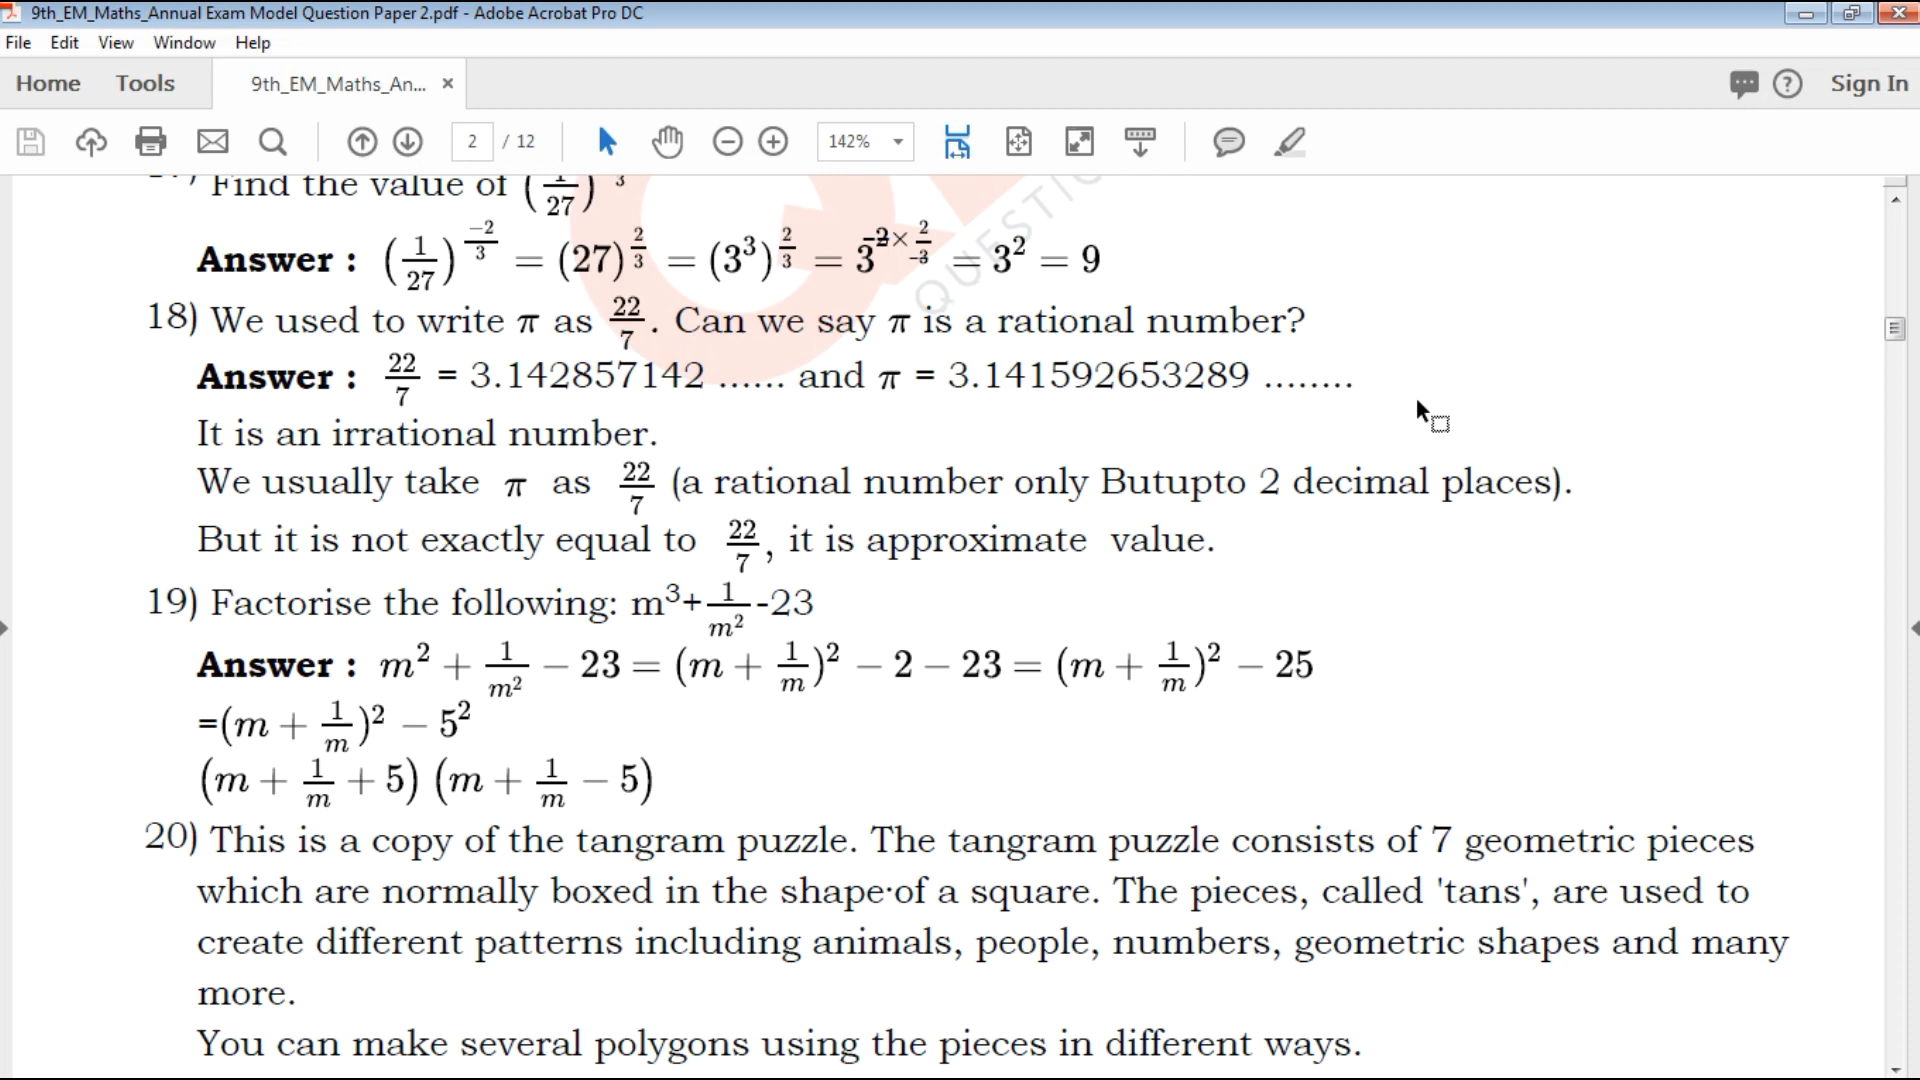 9th_EM_Maths_Annual Exam Model Question Paper 2.pdf - Adobe Acrobat Pro DC
File Edit View Window Help
Home Tools 9th_EM_Maths_An... × Sign In
2 / 12 142%
Find the value of (1/27) 3
Answer : (1/27)^(-2/3) = (27)^(2/3) = (3^3)^(2/3) = 3^(3 × 2/3) = 3² = 9
18) We used to write π as 22/7. Can we say π is a rational number?
Answer : 22/7 = 3.142857142 ...... and π = 3.141592653289 ........
It is an irrational number.
We usually take π as 22/7 (a rational number only Butupto 2 decimal places).
But it is not exactly equal to 22/7, it is approximate value.
19) Factorise the following: m³+1/m²-23
Answer : m² + 1/m² − 23 = (m + 1/m)² − 2 − 23 = (m + 1/m)² − 25
=(m + 1/m)² − 5²
(m + 1/m + 5) (m + 1/m − 5)
20) This is a copy of the tangram puzzle. The tangram puzzle consists of 7 geometric pieces
which are normally boxed in the shape·of a square. The pieces, called 'tans', are used to
create different patterns including animals, people, numbers, geometric shapes and many
more.
You can make several polygons using the pieces in different ways.